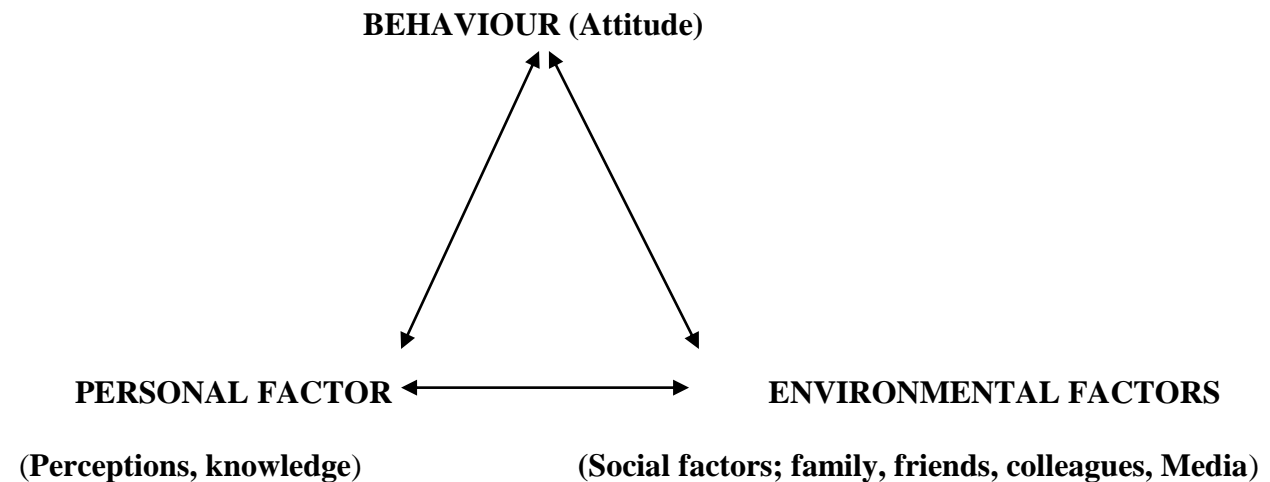 BEHAVIOUR (Attitude)
PERSONAL FACTOR
ENVIRONMENTAL FACTORS
(Perceptions, knowledge)
(Social factors; family, friends, colleagues, Media)